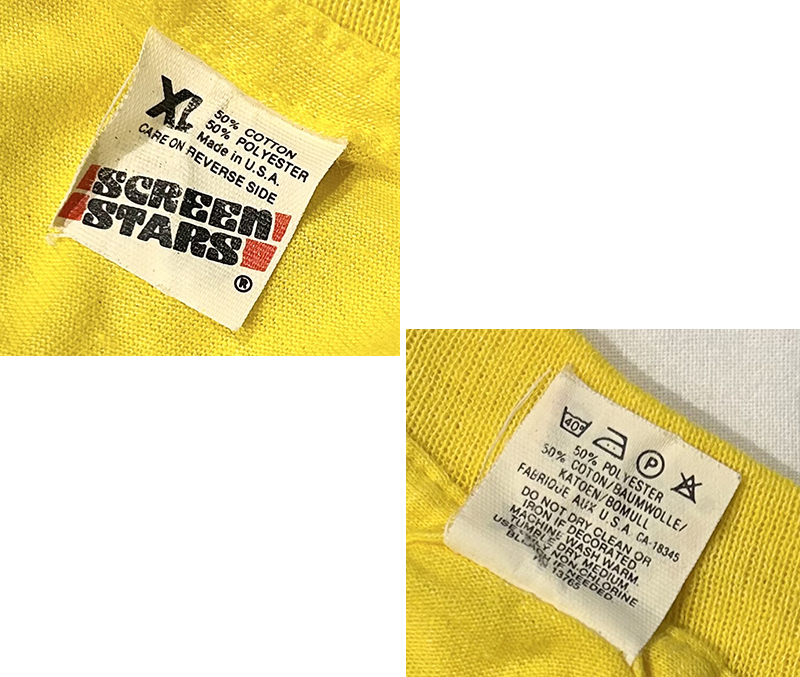 XL
50% COTTON
50% POLYESTER
Made in U.S.A.
CARE ON REVERSE SIDE
SCREEN
STARS
®
40°
P
50% POLYESTER
50% COTON/BAUMWOLLE/
KATOEN/BOMULL
FABRIQUE AUX U.S.A. CA-18345
DO NOT DRY CLEAN OR
IRON IF DECORATED.
MACHINE WASH WARM.
TUMBLE DRY MEDIUM.
USE ONLY NON-CHLORINE
BLEACH IF NEEDED.
13765